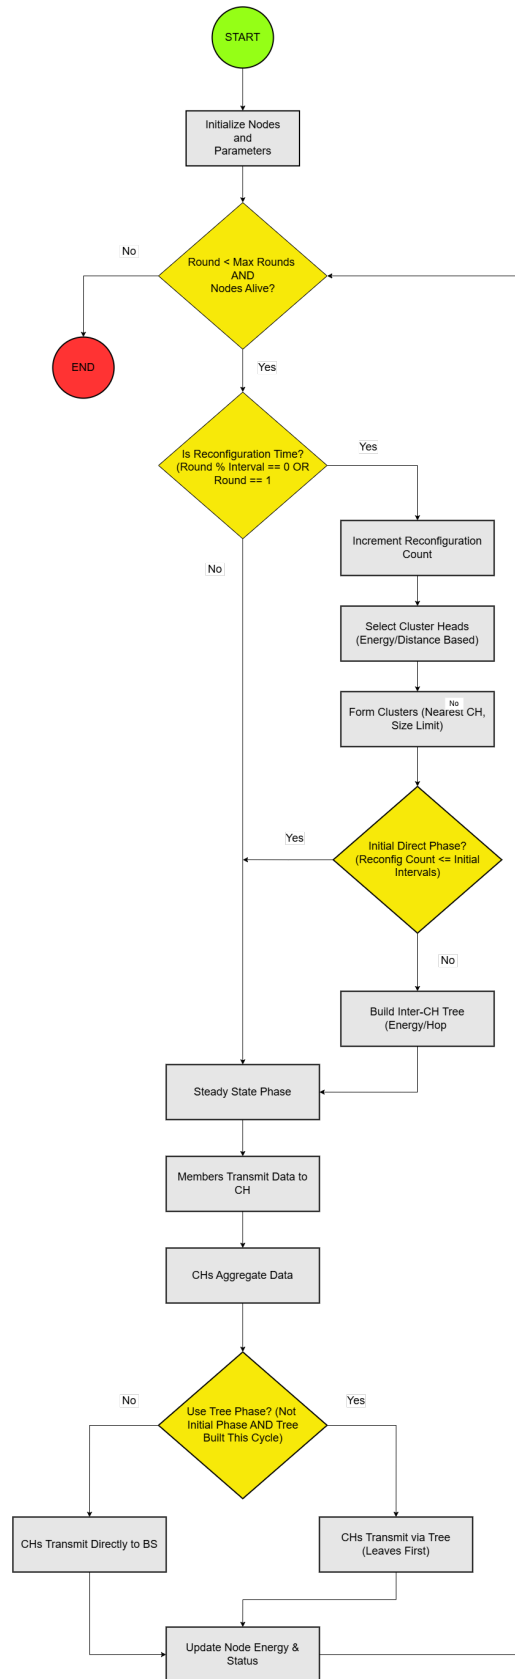 START
Initialize Nodes
and
Parameters
No
Round < Max Rounds
AND
Nodes Alive?
END
Yes
Is Reconfiguration Time?
(Round % Interval == 0 OR
Round == 1
Yes
Increment Reconfiguration
Count
No
Select Cluster Heads
(Energy/Distance Based)
No
Form Clusters (Nearest CH,
Size Limit)
Yes
Initial Direct Phase?
(Reconfig Count <= Initial
Intervals)
No
Build Inter-CH Tree
(Energy/Hop
Steady State Phase
Members Transmit Data to
CH
CHs Aggregate Data
No
Yes
Use Tree Phase? (Not
Initial Phase AND Tree
Built This Cycle)
CHs Transmit Directly to BS
CHs Transmit via Tree
(Leaves First)
Update Node Energy &
Status